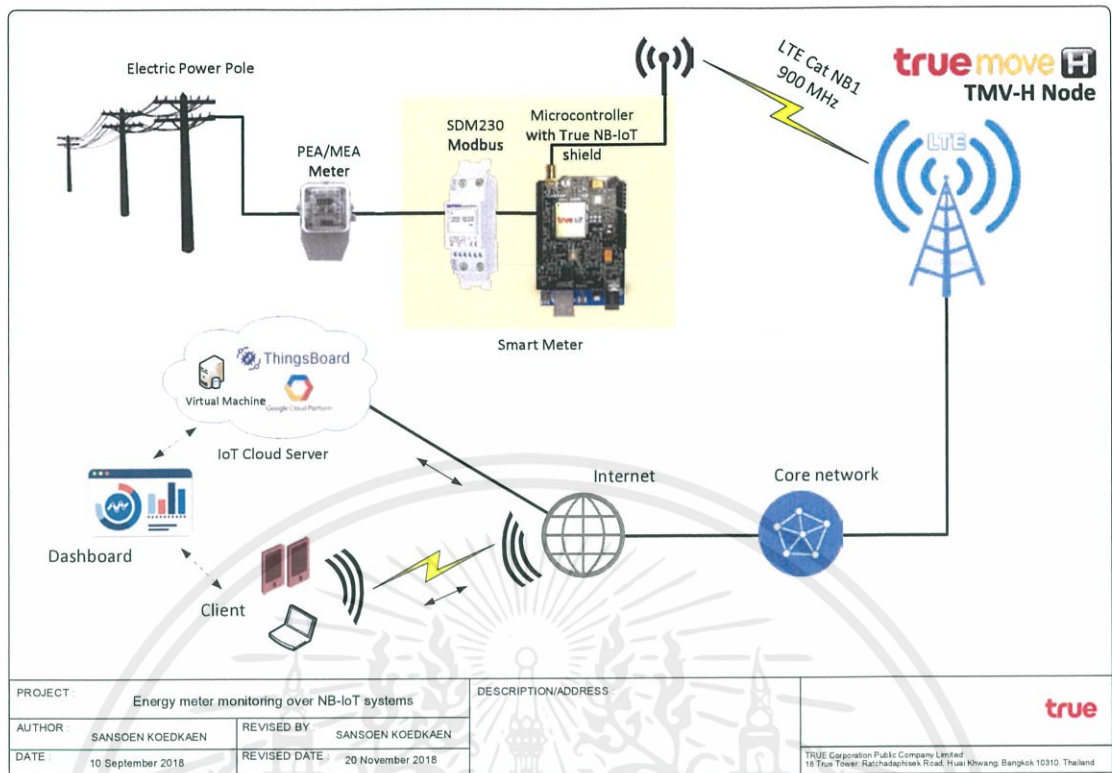 Electric Power Pole
PEA/MEA
Meter
SDM230
Modbus
Microcontroller
with True NB-IoT
shield
true IoT
Smart Meter
LTE Cat NB1
900 MHz
true move H
TMV-H Node
LTE
ThingsBoard
Virtual Machine
Google Cloud Platform
IoT Cloud Server
Dashboard
Client
Internet
Core network
PROJECT : Energy meter monitoring over NB-IoT systems
DESCRIPTION/ADDRESS :
AUTHOR : SANSOEN KOEDKAEN
REVISED BY : SANSOEN KOEDKAEN
DATE : 10 September 2018
REVISED DATE : 20 November 2018
true
TRUE Corporation Public Company Limited
18 True Tower, Ratchadaphisek Road, Huai Khwang, Bangkok 10310, Thailand